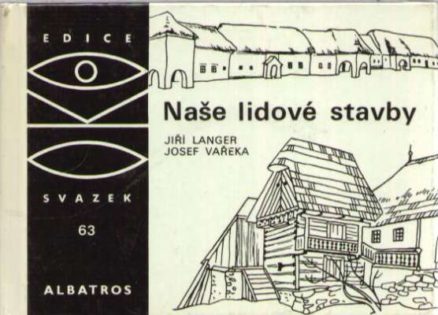 EDICE
SVAZEK
63
ALBATROS
Naše lidové stavby
JIŘÍ LANGER
JOSEF VAŘEKA